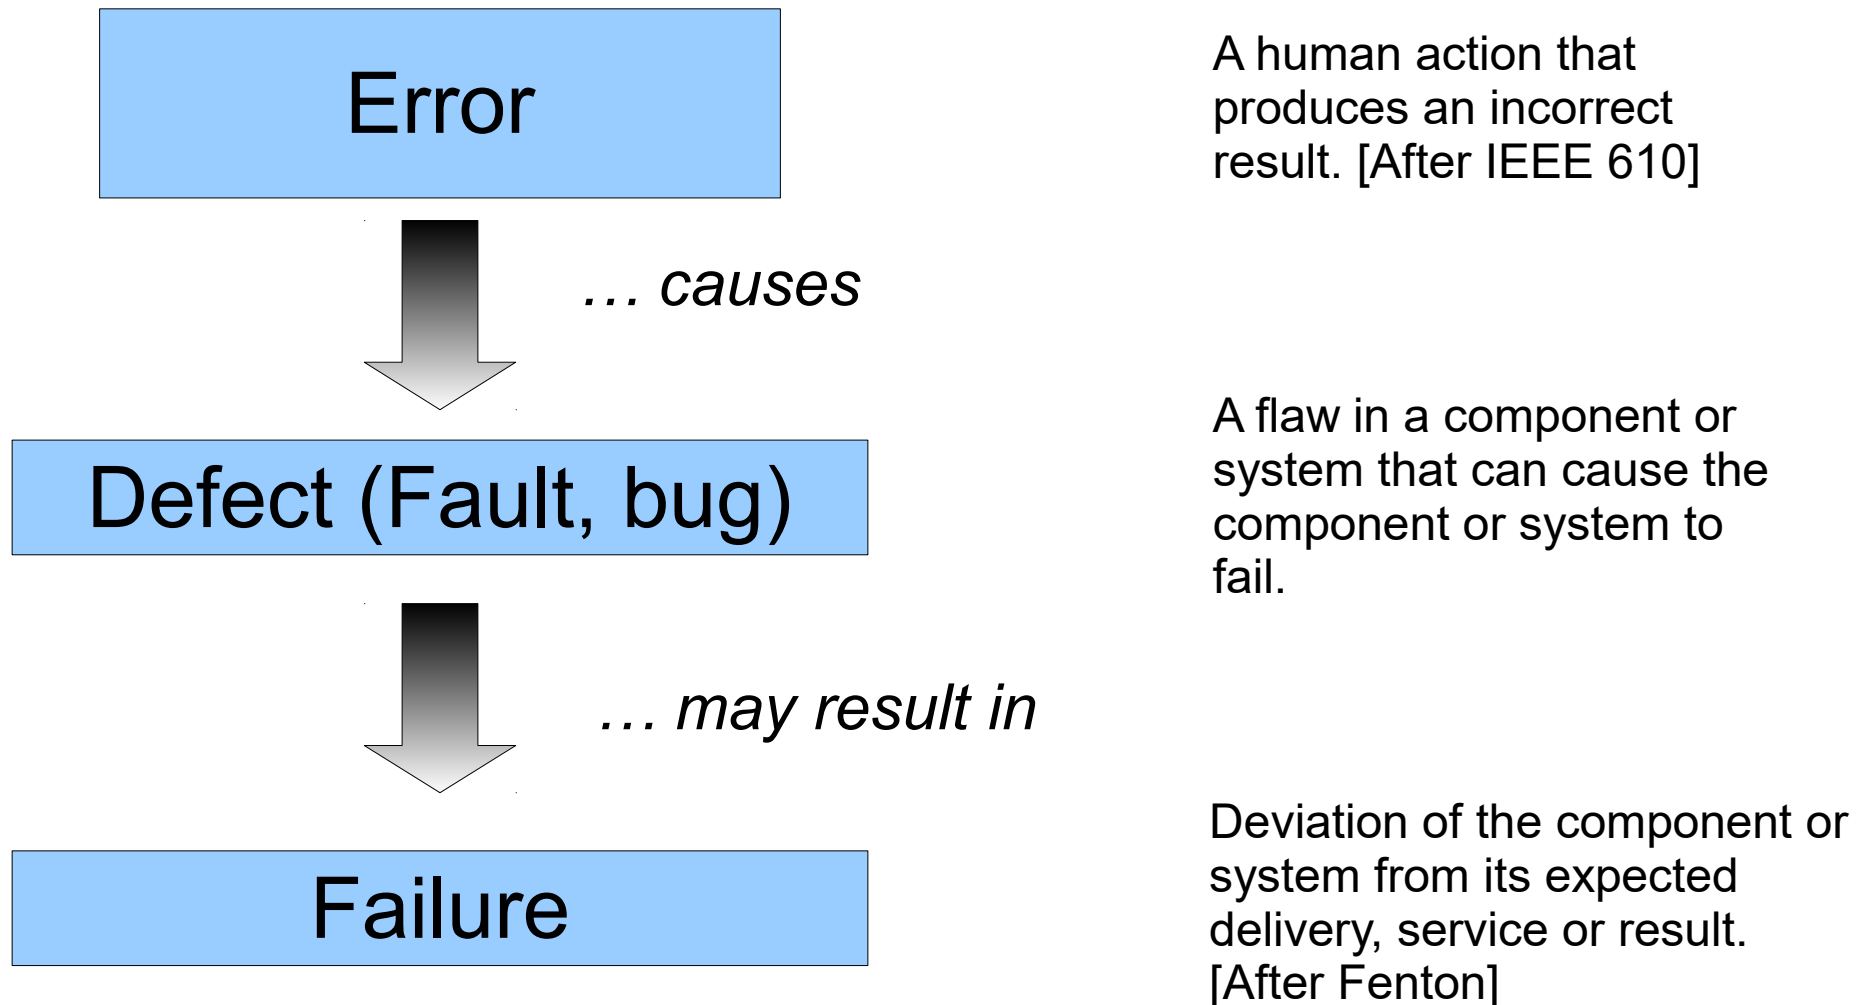 Error
A human action that
produces an incorrect
result. [After IEEE 610]
… causes
Defect (Fault, bug)
A flaw in a component or
system that can cause the
component or system to
fail.
… may result in
Failure
Deviation of the component or
system from its expected
delivery, service or result.
[After Fenton]